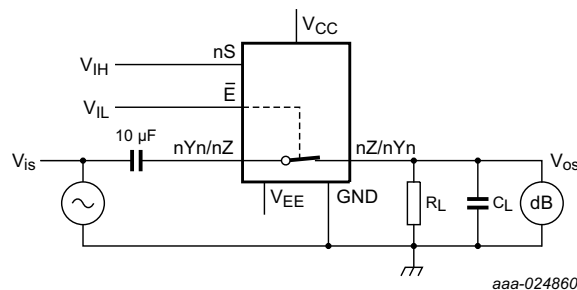 VCC
nS
VIH
E̅
VIL
10 µF
nYn/nZ
nZ/nYn
Vis
Vos
VEE
GND
RL
CL
dB
aaa-024860